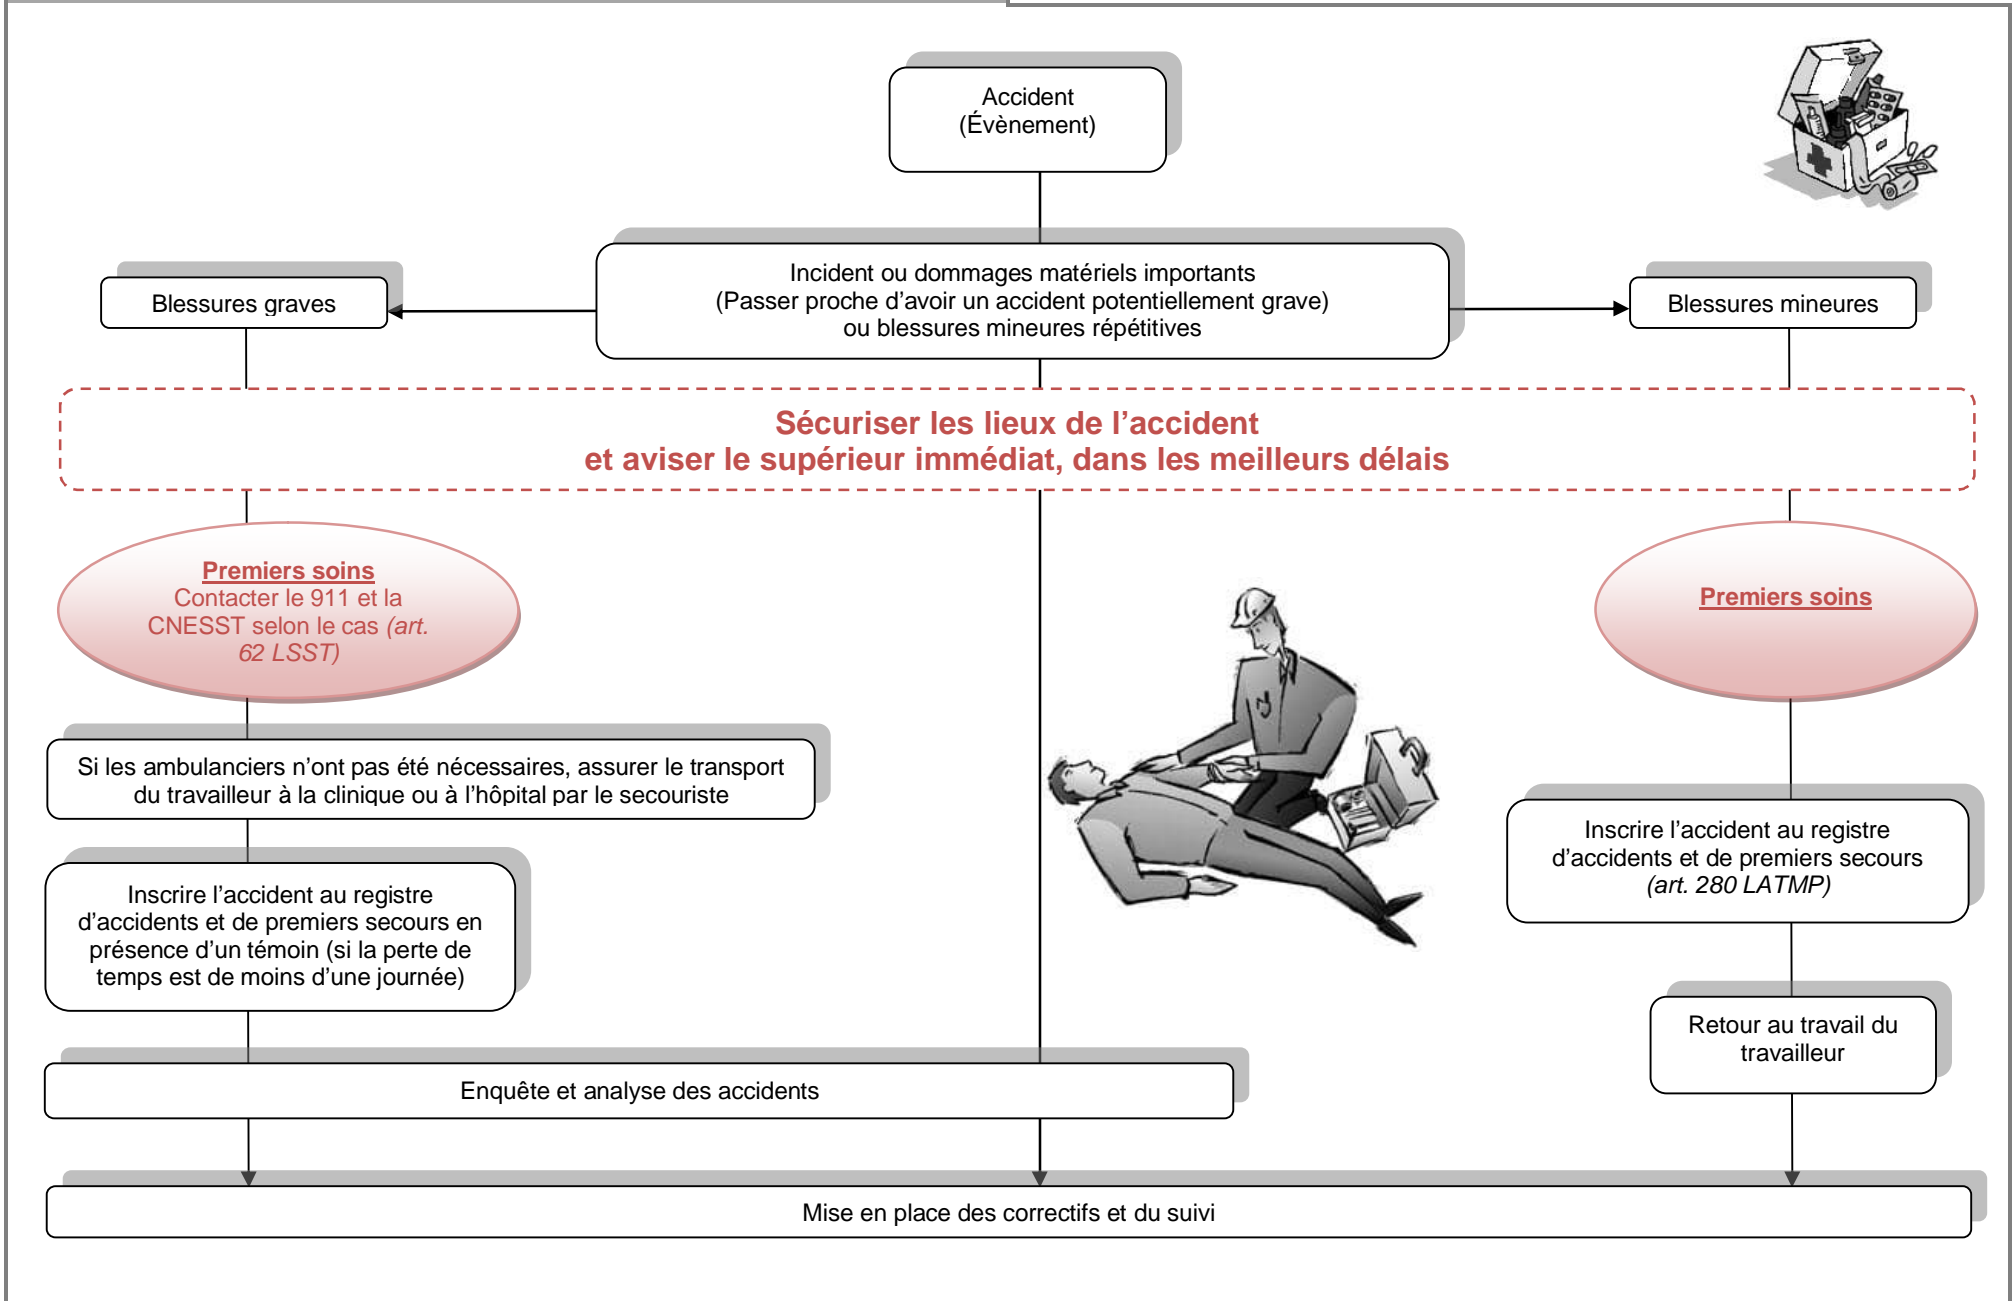 Accident
(Évènement)
Incident ou dommages matériels importants
(Passer proche d’avoir un accident potentiellement grave)
ou blessures mineures répétitives
Blessures graves
Blessures mineures
Sécuriser les lieux de l’accident
et aviser le supérieur immédiat, dans les meilleurs délais
Premiers soins
Contacter le 911 et la
CNESST selon le cas (art.
62 LSST)
Premiers soins
Si les ambulanciers n’ont pas été nécessaires, assurer le transport
du travailleur à la clinique ou à l’hôpital par le secouriste
Inscrire l’accident au registre
d’accidents et de premiers secours
(art. 280 LATMP)
Inscrire l’accident au registre
d’accidents et de premiers secours en
présence d’un témoin (si la perte de
temps est de moins d’une journée)
Retour au travail du
travailleur
Enquête et analyse des accidents
Mise en place des correctifs et du suivi